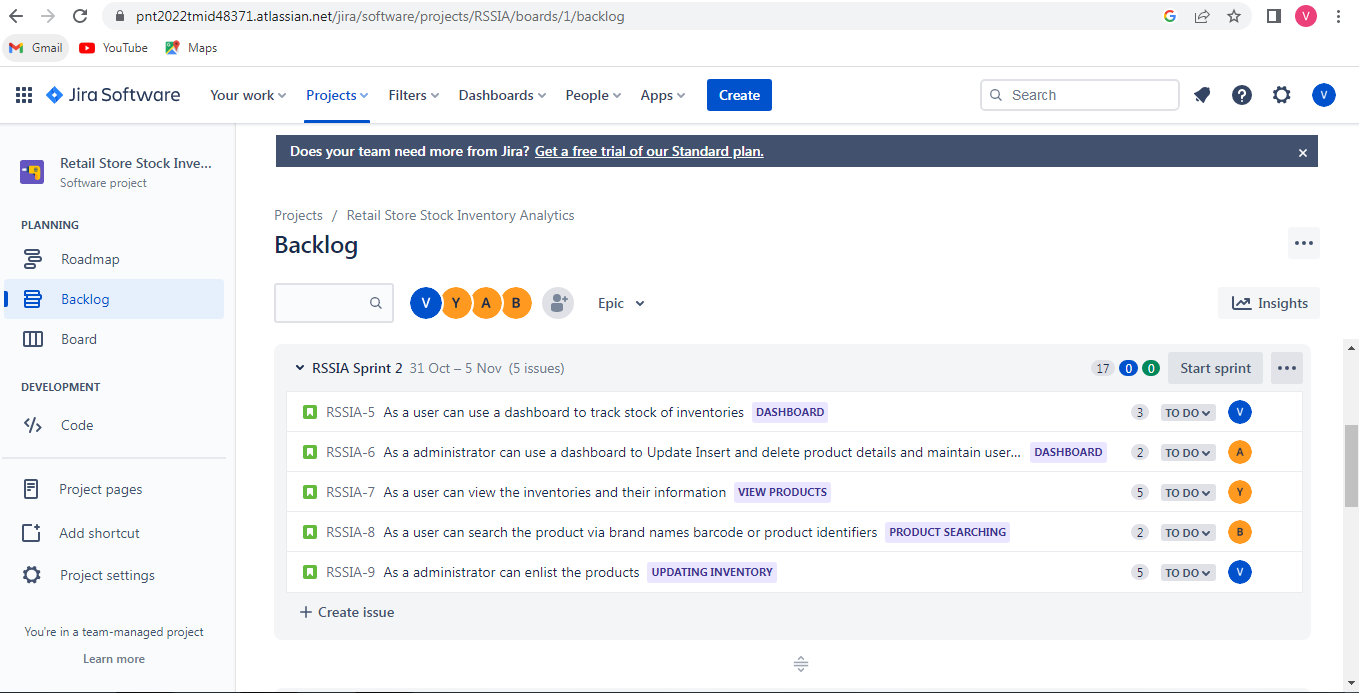 pnt2022tmid48371.atlassian.net/jira/software/projects/RSSIA/boards/1/backlog
G
V
Gmail
YouTube
Maps
Jira Software
Your work
Projects
Filters
Dashboards
People
Apps
Create
Search
V
Retail Store Stock Inve...
Software project
PLANNING
Roadmap
Backlog
Board
DEVELOPMENT
Code
Project pages
Add shortcut
Project settings
You're in a team-managed project
Learn more
Does your team need more from Jira? Get a free trial of our Standard plan.
Projects / Retail Store Stock Inventory Analytics
Backlog
V Y A B
Epic
Insights
RSSIA Sprint 2 31 Oct – 5 Nov (5 issues) 17 0 0 Start sprint
RSSIA-5 As a user can use a dashboard to track stock of inventories DASHBOARD 3 TO DO V
RSSIA-6 As a administrator can use a dashboard to Update Insert and delete product details and maintain user... DASHBOARD 2 TO DO A
RSSIA-7 As a user can view the inventories and their information VIEW PRODUCTS 5 TO DO Y
RSSIA-8 As a user can search the product via brand names barcode or product identifiers PRODUCT SEARCHING 2 TO DO B
RSSIA-9 As a administrator can enlist the products UPDATING INVENTORY 5 TO DO V
+ Create issue